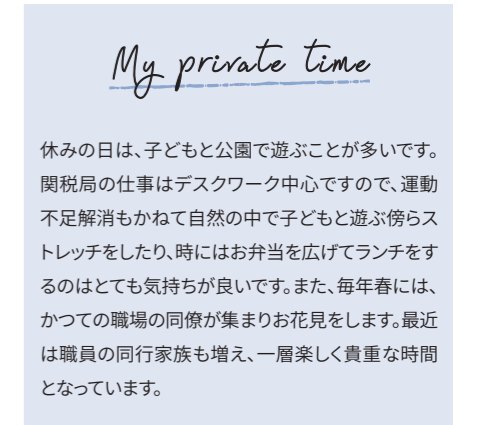 My private time
休みの日は、子どもと公園で遊ぶことが多いです。
関税局の仕事はデスクワーク中心ですので、運動
不足解消もかねて自然の中で子どもと遊ぶ傍らス
トレッチをしたり、時にはお弁当を広げてランチをす
るのはとても気持ちが良いです。また、毎年春には、
かつての職場の同僚が集まりお花見をします。最近
は職員の同行家族も増え、一層楽しく貴重な時間
となっています。